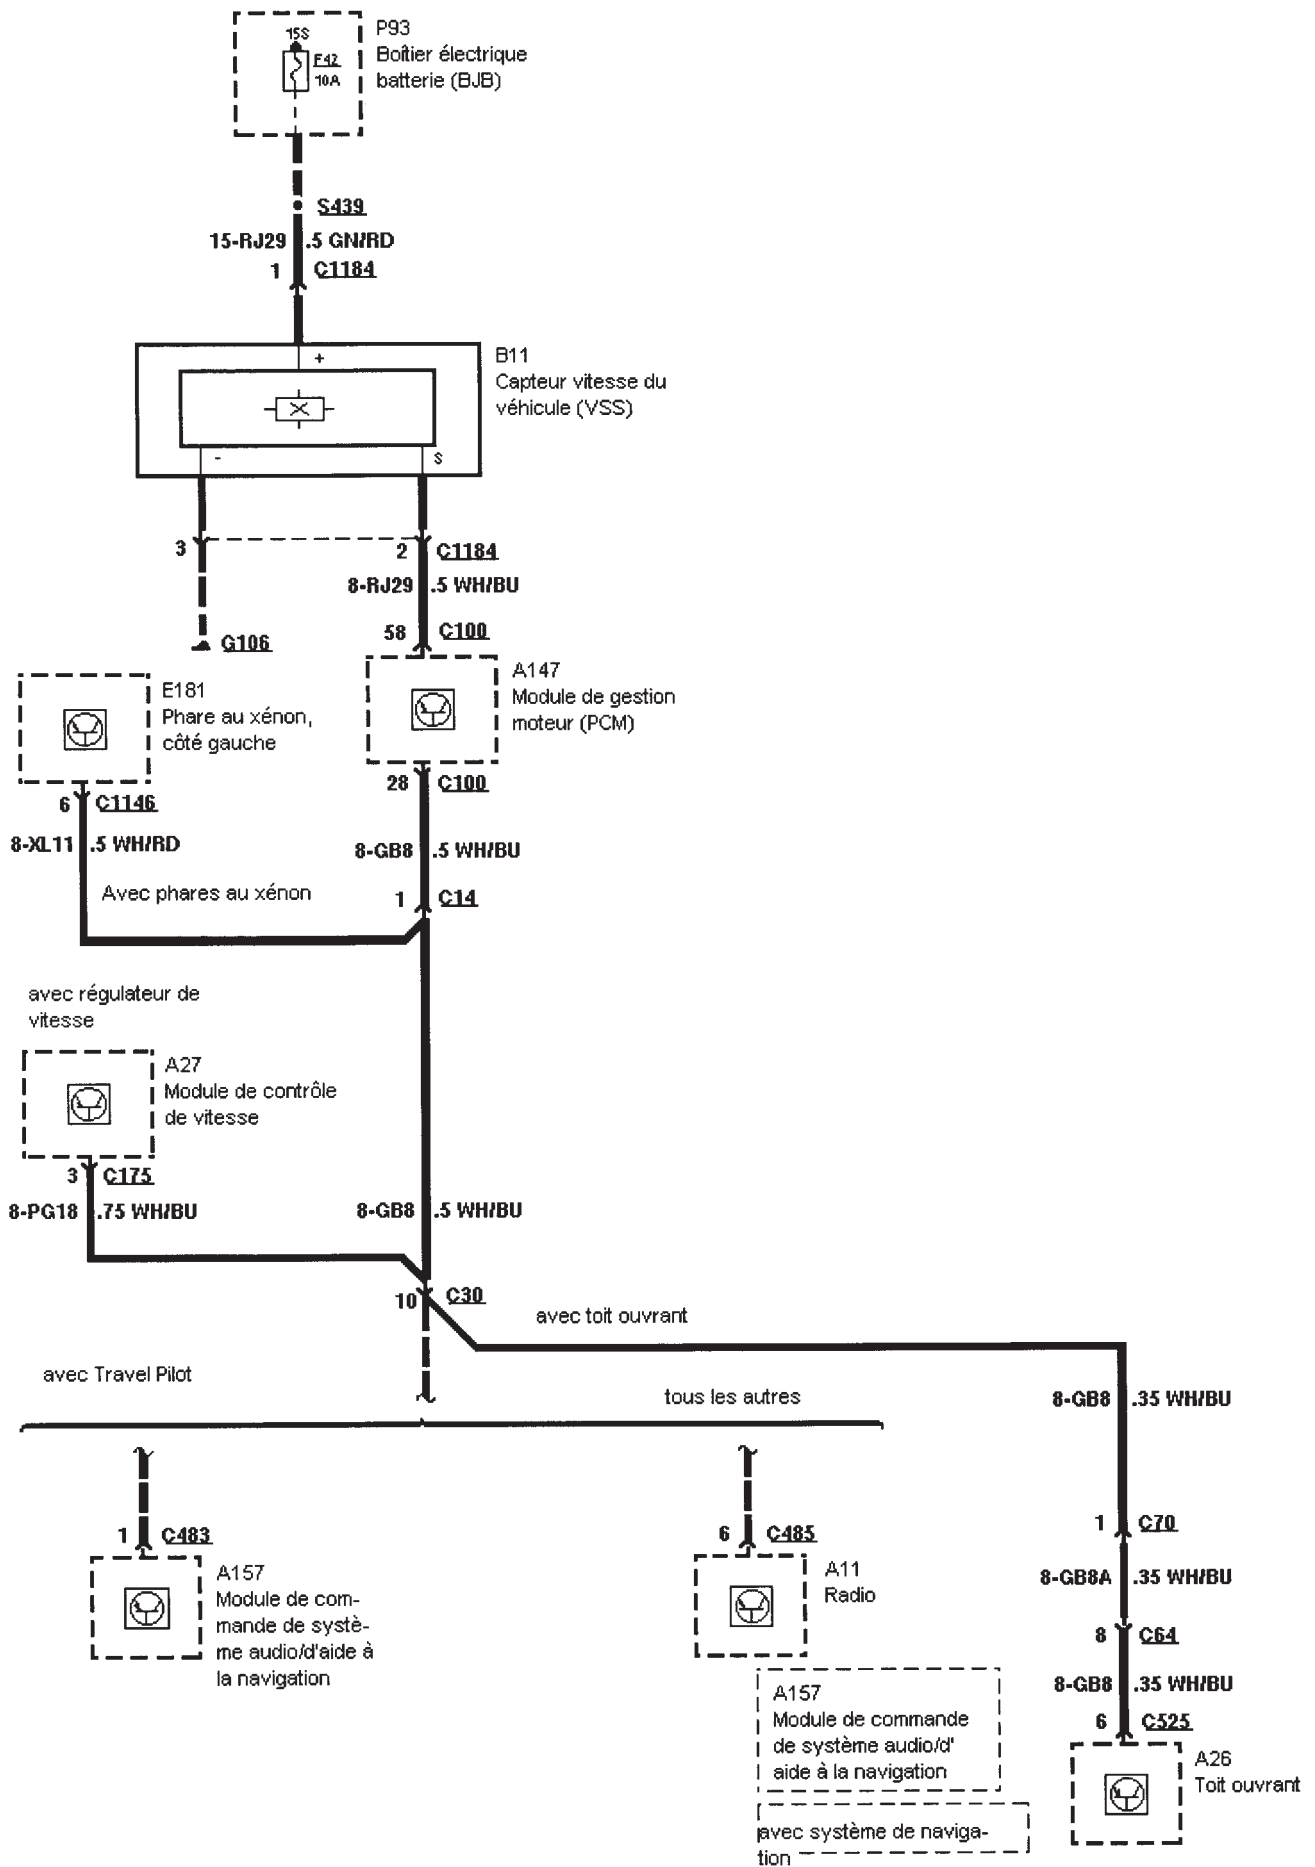 P93
15S
Boîtier électrique
F42
batterie (BJB)
10A
S439
15-RJ29 .5 GN/RD
1 C1184
+
B11
Capteur vitesse du
véhicule (VSS)
- S
3 2 C1184
8-RJ29 .5 WH/BU
58 C100
G106
A147
Module de gestion
moteur (PCM)
E181
Phare au xénon,
côté gauche
28 C100
6 C1146
8-XL11 .5 WH/RD
8-GB8 .5 WH/BU
Avec phares au xénon
1 C14
avec régulateur de
vitesse
A27
Module de contrôle
de vitesse
3 C175
8-PG18 .75 WH/BU
8-GB8 .5 WH/BU
10 C30
avec toit ouvrant
avec Travel Pilot
tous les autres
8-GB8 .35 WH/BU
1 C483
6 C485
1 C70
A157
Module de com-
mande de systè-
me audio/d'aide à
la navigation
A11
Radio
8-GB8A .35 WH/BU
8 C64
8-GB8 .35 WH/BU
A157
Module de commande
de système audio/d'
aide à la navigation
6 C525
A26
Toit ouvrant
avec système de naviga-
tion